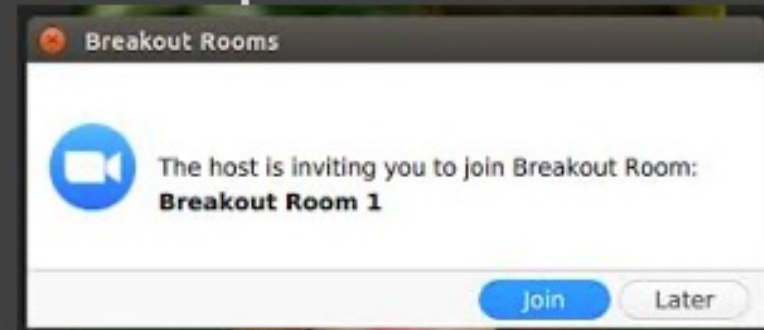 Breakout Rooms
The host is inviting you to join Breakout Room:
Breakout Room 1
Join
Later